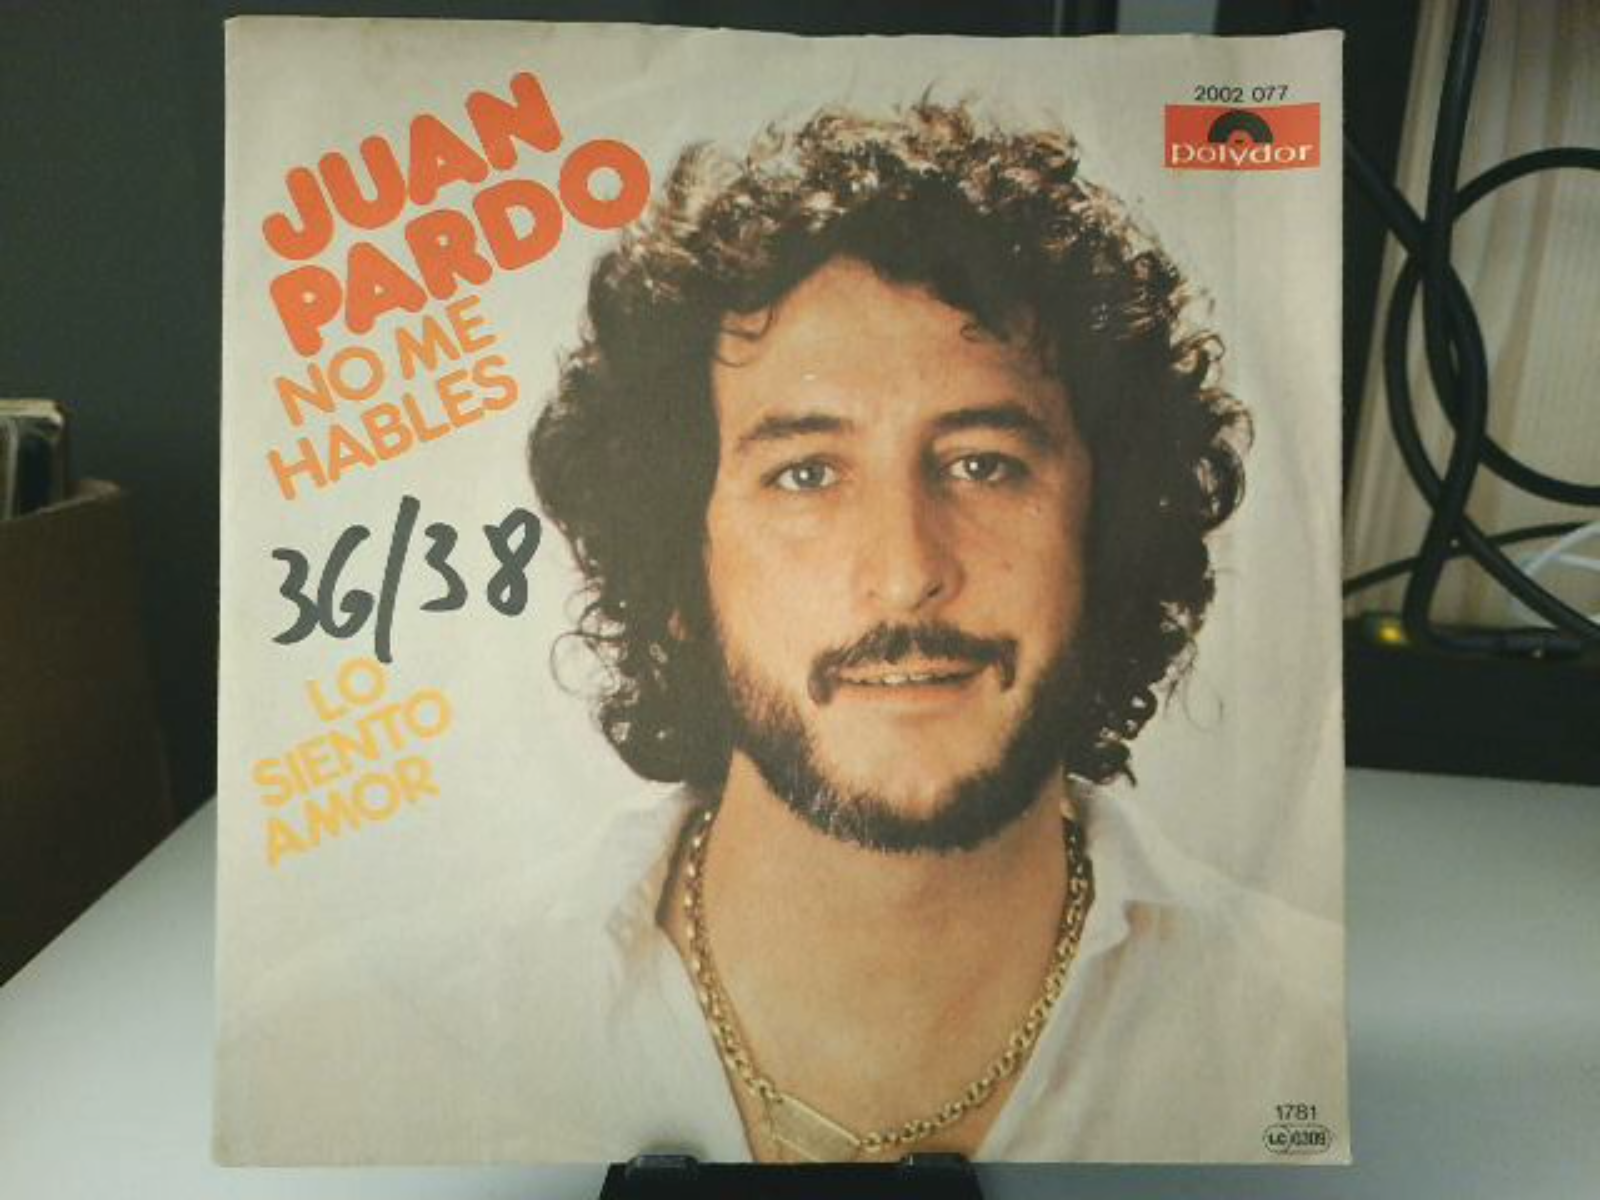 JUAN
PARDO
NO ME
HABLES
36/38
LO
SIENTO
AMOR
2002 077
polydor
1781
LC 0309